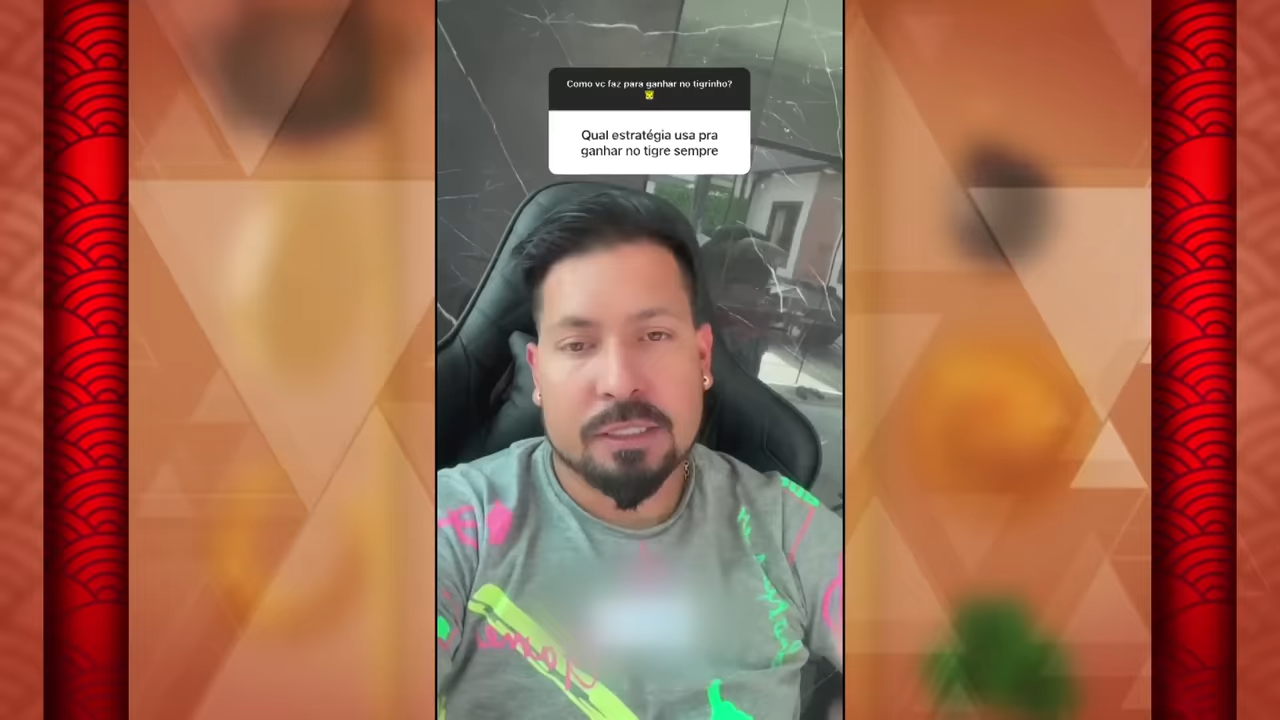 Como vc faz para ganhar no tigrinho?
Qual estratégia usa pra
ganhar no tigre sempre